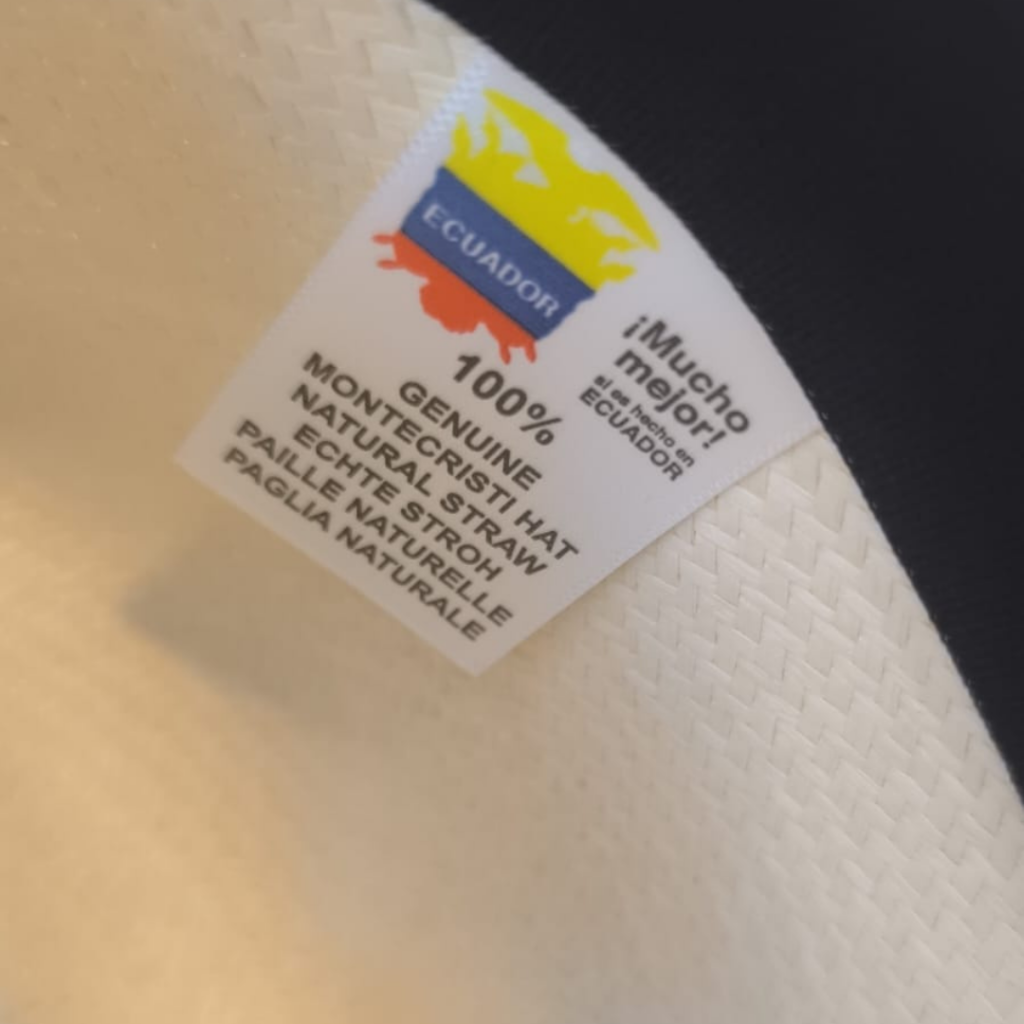 ECUADOR
100%
GENUINE
MONTECRISTI HAT
NATURAL STRAW
ECHTE STROH
PAILLE NATURELLE
PAGLIA NATURALE
¡Mucho
mejor!
si es hecho en
ECUADOR